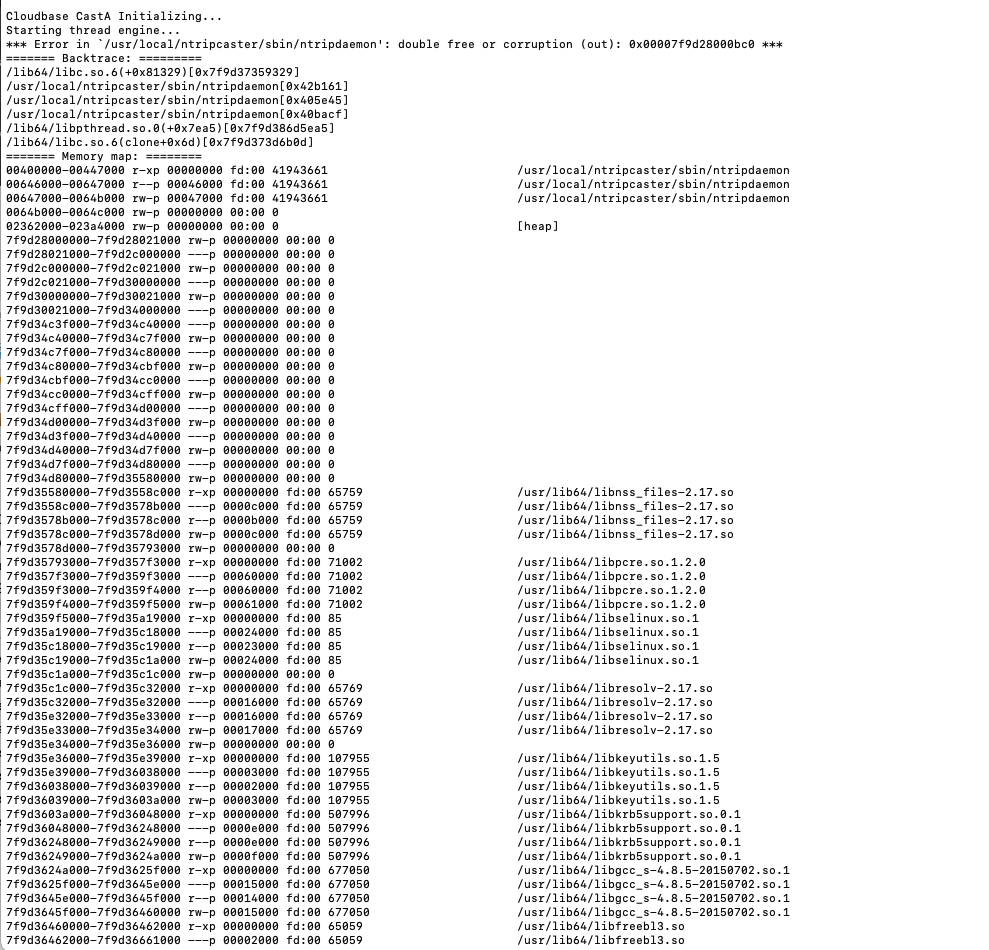 Cloudbase CastA Initializing...
Starting thread engine...
*** Error in `/usr/local/ntripcaster/sbin/ntripdaemon': double free or corruption (out): 0x00007f9d28000bc0 ***
======= Backtrace: =========
/lib64/libc.so.6(+0x81329)[0x7f9d37359329]
/usr/local/ntripcaster/sbin/ntripdaemon[0x42b161]
/usr/local/ntripcaster/sbin/ntripdaemon[0x405e45]
/usr/local/ntripcaster/sbin/ntripdaemon[0x40bacf]
/lib64/libpthread.so.0(+0x7ea5)[0x7f9d386d5ea5]
/lib64/libc.so.6(clone+0x6d)[0x7f9d373d6b0d]
======= Memory map: ========
00400000-00447000 r-xp 00000000 fd:00 41943661 /usr/local/ntripcaster/sbin/ntripdaemon
00646000-00647000 r--p 00046000 fd:00 41943661 /usr/local/ntripcaster/sbin/ntripdaemon
00647000-0064b000 rw-p 00047000 fd:00 41943661 /usr/local/ntripcaster/sbin/ntripdaemon
0064b000-0064c000 rw-p 00000000 00:00 0
02362000-023a4000 rw-p 00000000 00:00 0 [heap]
7f9d28000000-7f9d28021000 rw-p 00000000 00:00 0
7f9d28021000-7f9d2c000000 ---p 00000000 00:00 0
7f9d2c000000-7f9d2c021000 rw-p 00000000 00:00 0
7f9d2c021000-7f9d30000000 ---p 00000000 00:00 0
7f9d30000000-7f9d30021000 rw-p 00000000 00:00 0
7f9d30021000-7f9d34000000 ---p 00000000 00:00 0
7f9d34c3f000-7f9d34c40000 ---p 00000000 00:00 0
7f9d34c40000-7f9d34c7f000 rw-p 00000000 00:00 0
7f9d34c7f000-7f9d34c80000 ---p 00000000 00:00 0
7f9d34c80000-7f9d34cbf000 rw-p 00000000 00:00 0
7f9d34cbf000-7f9d34cc0000 ---p 00000000 00:00 0
7f9d34cc0000-7f9d34cff000 rw-p 00000000 00:00 0
7f9d34cff000-7f9d34d00000 ---p 00000000 00:00 0
7f9d34d00000-7f9d34d3f000 rw-p 00000000 00:00 0
7f9d34d3f000-7f9d34d40000 ---p 00000000 00:00 0
7f9d34d40000-7f9d34d7f000 rw-p 00000000 00:00 0
7f9d34d7f000-7f9d34d80000 ---p 00000000 00:00 0
7f9d34d80000-7f9d35580000 rw-p 00000000 00:00 0
7f9d35580000-7f9d3558c000 r-xp 00000000 fd:00 65759 /usr/lib64/libnss_files-2.17.so
7f9d3558c000-7f9d3578b000 ---p 0000c000 fd:00 65759 /usr/lib64/libnss_files-2.17.so
7f9d3578b000-7f9d3578c000 r--p 0000b000 fd:00 65759 /usr/lib64/libnss_files-2.17.so
7f9d3578c000-7f9d3578d000 rw-p 0000c000 fd:00 65759 /usr/lib64/libnss_files-2.17.so
7f9d3578d000-7f9d35793000 rw-p 00000000 00:00 0
7f9d35793000-7f9d357f3000 r-xp 00000000 fd:00 71002 /usr/lib64/libpcre.so.1.2.0
7f9d357f3000-7f9d359f3000 ---p 00060000 fd:00 71002 /usr/lib64/libpcre.so.1.2.0
7f9d359f3000-7f9d359f4000 r--p 00060000 fd:00 71002 /usr/lib64/libpcre.so.1.2.0
7f9d359f4000-7f9d359f5000 rw-p 00061000 fd:00 71002 /usr/lib64/libpcre.so.1.2.0
7f9d359f5000-7f9d35a19000 r-xp 00000000 fd:00 85 /usr/lib64/libselinux.so.1
7f9d35a19000-7f9d35c18000 ---p 00024000 fd:00 85 /usr/lib64/libselinux.so.1
7f9d35c18000-7f9d35c19000 r--p 00023000 fd:00 85 /usr/lib64/libselinux.so.1
7f9d35c19000-7f9d35c1a000 rw-p 00024000 fd:00 85 /usr/lib64/libselinux.so.1
7f9d35c1a000-7f9d35c1c000 rw-p 00000000 00:00 0
7f9d35c1c000-7f9d35c32000 r-xp 00000000 fd:00 65769 /usr/lib64/libresolv-2.17.so
7f9d35c32000-7f9d35e32000 ---p 00016000 fd:00 65769 /usr/lib64/libresolv-2.17.so
7f9d35e32000-7f9d35e33000 r--p 00016000 fd:00 65769 /usr/lib64/libresolv-2.17.so
7f9d35e33000-7f9d35e34000 rw-p 00017000 fd:00 65769 /usr/lib64/libresolv-2.17.so
7f9d35e34000-7f9d35e36000 rw-p 00000000 00:00 0
7f9d35e36000-7f9d35e39000 r-xp 00000000 fd:00 107955 /usr/lib64/libkeyutils.so.1.5
7f9d35e39000-7f9d36038000 ---p 00003000 fd:00 107955 /usr/lib64/libkeyutils.so.1.5
7f9d36038000-7f9d36039000 r--p 00002000 fd:00 107955 /usr/lib64/libkeyutils.so.1.5
7f9d36039000-7f9d3603a000 rw-p 00003000 fd:00 107955 /usr/lib64/libkeyutils.so.1.5
7f9d3603a000-7f9d36048000 r-xp 00000000 fd:00 507996 /usr/lib64/libkrb5support.so.0.1
7f9d36048000-7f9d36248000 ---p 0000e000 fd:00 507996 /usr/lib64/libkrb5support.so.0.1
7f9d36248000-7f9d36249000 r--p 0000e000 fd:00 507996 /usr/lib64/libkrb5support.so.0.1
7f9d36249000-7f9d3624a000 rw-p 0000f000 fd:00 507996 /usr/lib64/libkrb5support.so.0.1
7f9d3624a000-7f9d3625f000 r-xp 00000000 fd:00 677050 /usr/lib64/libgcc_s-4.8.5-20150702.so.1
7f9d3625f000-7f9d3645e000 ---p 00015000 fd:00 677050 /usr/lib64/libgcc_s-4.8.5-20150702.so.1
7f9d3645e000-7f9d3645f000 r--p 00014000 fd:00 677050 /usr/lib64/libgcc_s-4.8.5-20150702.so.1
7f9d3645f000-7f9d36460000 rw-p 00015000 fd:00 677050 /usr/lib64/libgcc_s-4.8.5-20150702.so.1
7f9d36460000-7f9d36462000 r-xp 00000000 fd:00 65059 /usr/lib64/libfreebl3.so
7f9d36462000-7f9d36661000 ---p 00002000 fd:00 65059 /usr/lib64/libfreebl3.so